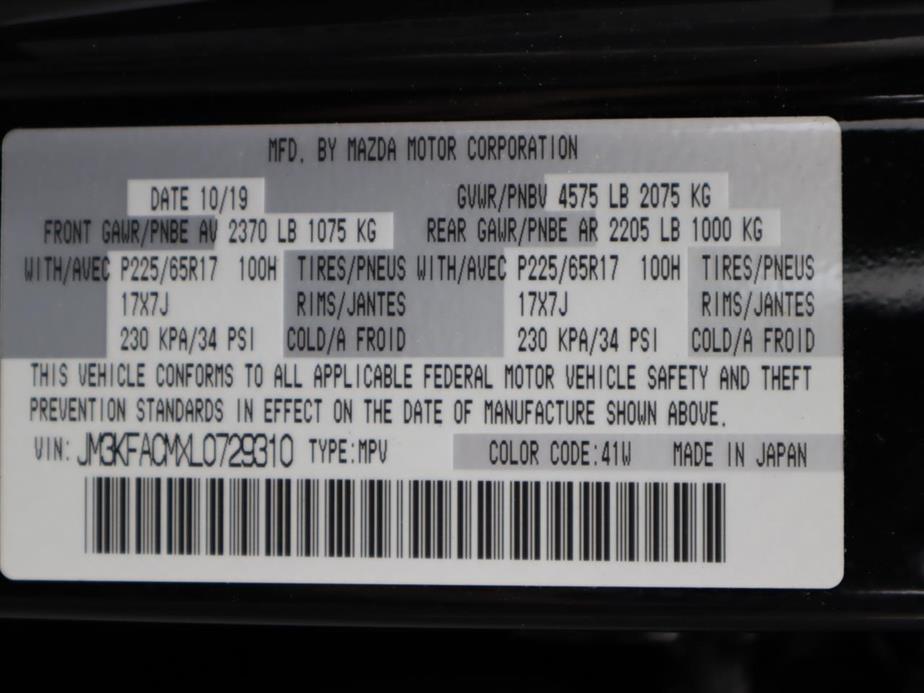 MFD. BY MAZDA MOTOR CORPORATION
DATE 10/19 GVWR/PNBV 4575 LB 2075 KG
FRONT GAWR/PNBE AV 2370 LB 1075 KG REAR GAWR/PNBE AR 2205 LB 1000 KG
WITH/AVEC P225/65R17 100H TIRES/PNEUS WITH/AVEC P225/65R17 100H TIRES/PNEUS
17X7J RIMS/JANTES 17X7J RIMS/JANTES
230 KPA/34 PSI COLD/A FROID 230 KPA/34 PSI COLD/A FROID
THIS VEHICLE CONFORMS TO ALL APPLICABLE FEDERAL MOTOR VEHICLE SAFETY AND THEFT
PREVENTION STANDARDS IN EFFECT ON THE DATE OF MANUFACTURE SHOWN ABOVE.
VIN: JM3KFACMXL0729310 TYPE:MPV COLOR CODE:41W MADE IN JAPAN